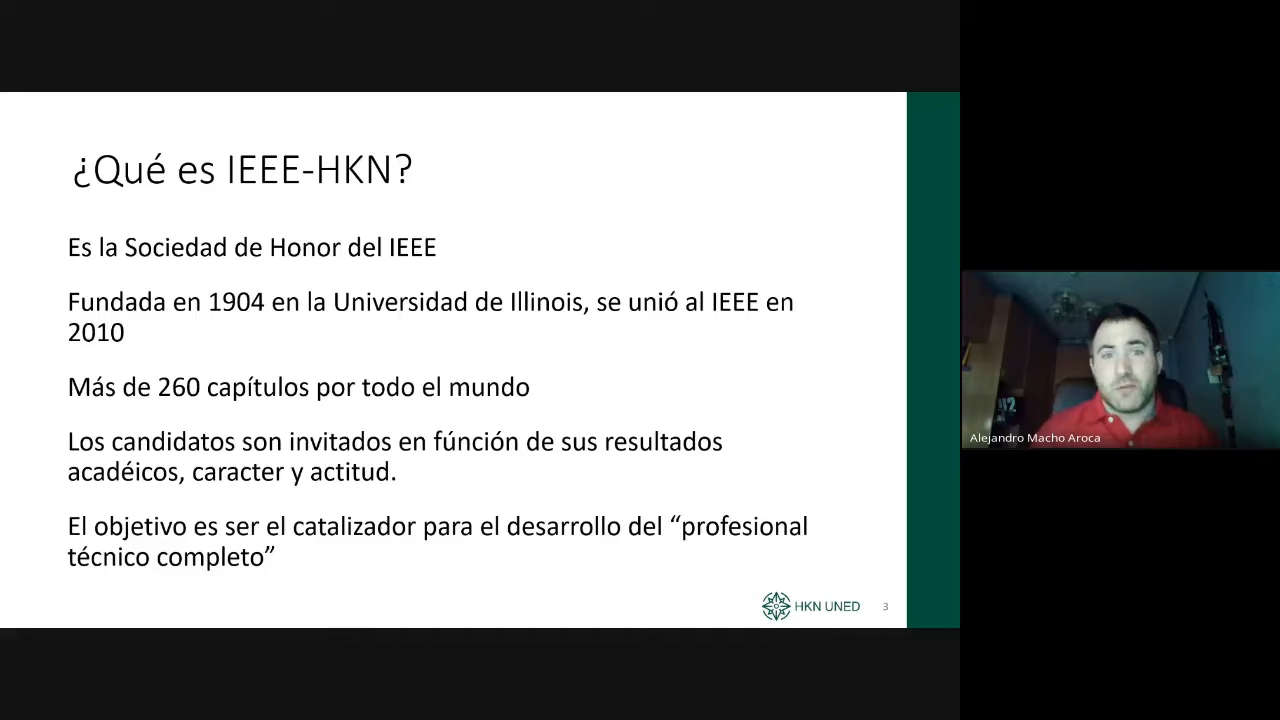 ¿Qué es IEEE-HKN?
Es la Sociedad de Honor del IEEE
Fundada en 1904 en la Universidad de Illinois, se unió al IEEE en
2010
Más de 260 capítulos por todo el mundo
Los candidatos son invitados en fúnción de sus resultados
acadéicos, caracter y actitud.
El objetivo es ser el catalizador para el desarrollo del “profesional
técnico completo”
HKN UNED
3
Alejandro Macho Aroca